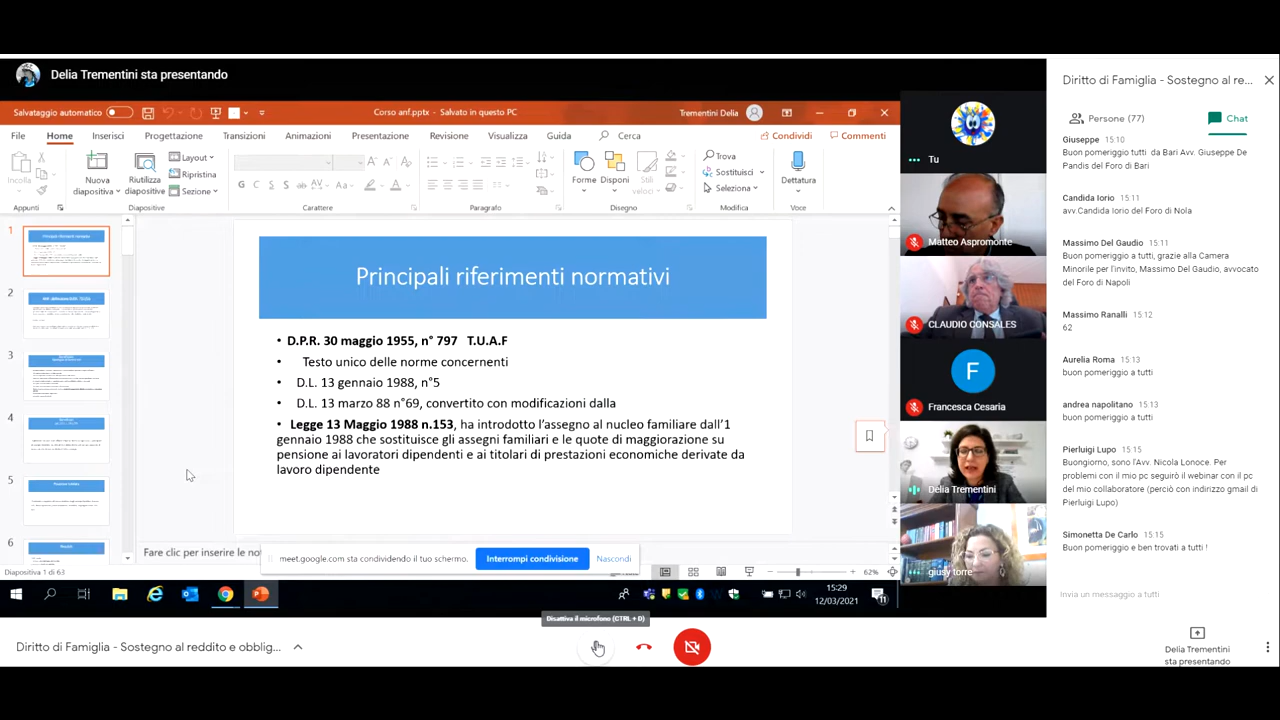 Delia Trementini sta presentando
Salvataggio automatico
Corso anf.pptx - Salvato in questo PC
Trementini Delia
File Home Inserisci Progettazione Transizioni Animazioni Presentazione Revisione Visualizza Guida Cerca
Condividi Commenti
Incolla
Nuova diapositiva
Riutilizza diapositive
Layout
Ripristina
Sezione
Forme
Disponi
Stili veloci
Trova
Sostituisci
Seleziona
Dettatura
Appunti Diapositive Carattere Paragrafo Disegno Modifica Voce
1
2
3
4
5
6
Principali riferimenti normativi
• D.P.R. 30 maggio 1955, n° 797 T.U.A.F
• Testo unico delle norme concernenti
• D.L. 13 gennaio 1988, n°5
• D.L. 13 marzo 88 n°69, convertito con modificazioni dalla
• Legge 13 Maggio 1988 n.153, ha introdotto l'assegno al nucleo familiare dall'1
gennaio 1988 che sostituisce gli assegni familiari e le quote di maggiorazione su
pensione ai lavoratori dipendenti e ai titolari di prestazioni economiche derivate da
lavoro dipendente
Fare clic per inserire le not
meet.google.com sta condividendo il tuo schermo.
Interrompi condivisione
Nascondi
Diapositiva 1 di 63
62%
15:29
12/03/2021
11
Disattiva il microfono (CTRL + D)
Diritto di Famiglia - Sostegno al reddito e obblig...
Tu
Matteo Aspromonte
CLAUDIO CONSALES
F
Francesca Cesaria
Delia Trementini
giusy torre
Diritto di Famiglia - Sostegno al re...
Persone (77)
Chat
Giuseppe 15:10
Buon pomeriggio tutti da Bari Avv. Giuseppe De
Pandis del Foro di Bari
Candida Iorio 15:11
avv.Candida Iorio del Foro di Nola
Massimo Del Gaudio 15:11
Buon pomeriggio a tutti, grazie alla Camera
Minorile per l'invito, Massimo Del Gaudio, avvocato
del Foro di Napoli
Massimo Ranalli 15:12
62
Aurelia Roma 15:13
buon pomeriggio a tutti
andrea napolitano 15:13
buon pomeriggio a tutti
Pierluigi Lupo 15:15
Buongiorno, sono l'Avv. Nicola Lonoce. Per
problemi con il mio pc seguirò il webinar con il pc
del mio collaboratore (perciò con indirizzo gmail di
Pierluigi Lupo)
Simonetta De Carlo 15:15
Buon pomeriggio e ben trovati a tutti !
Invia un messaggio a tutti
Delia Trementini
sta presentando